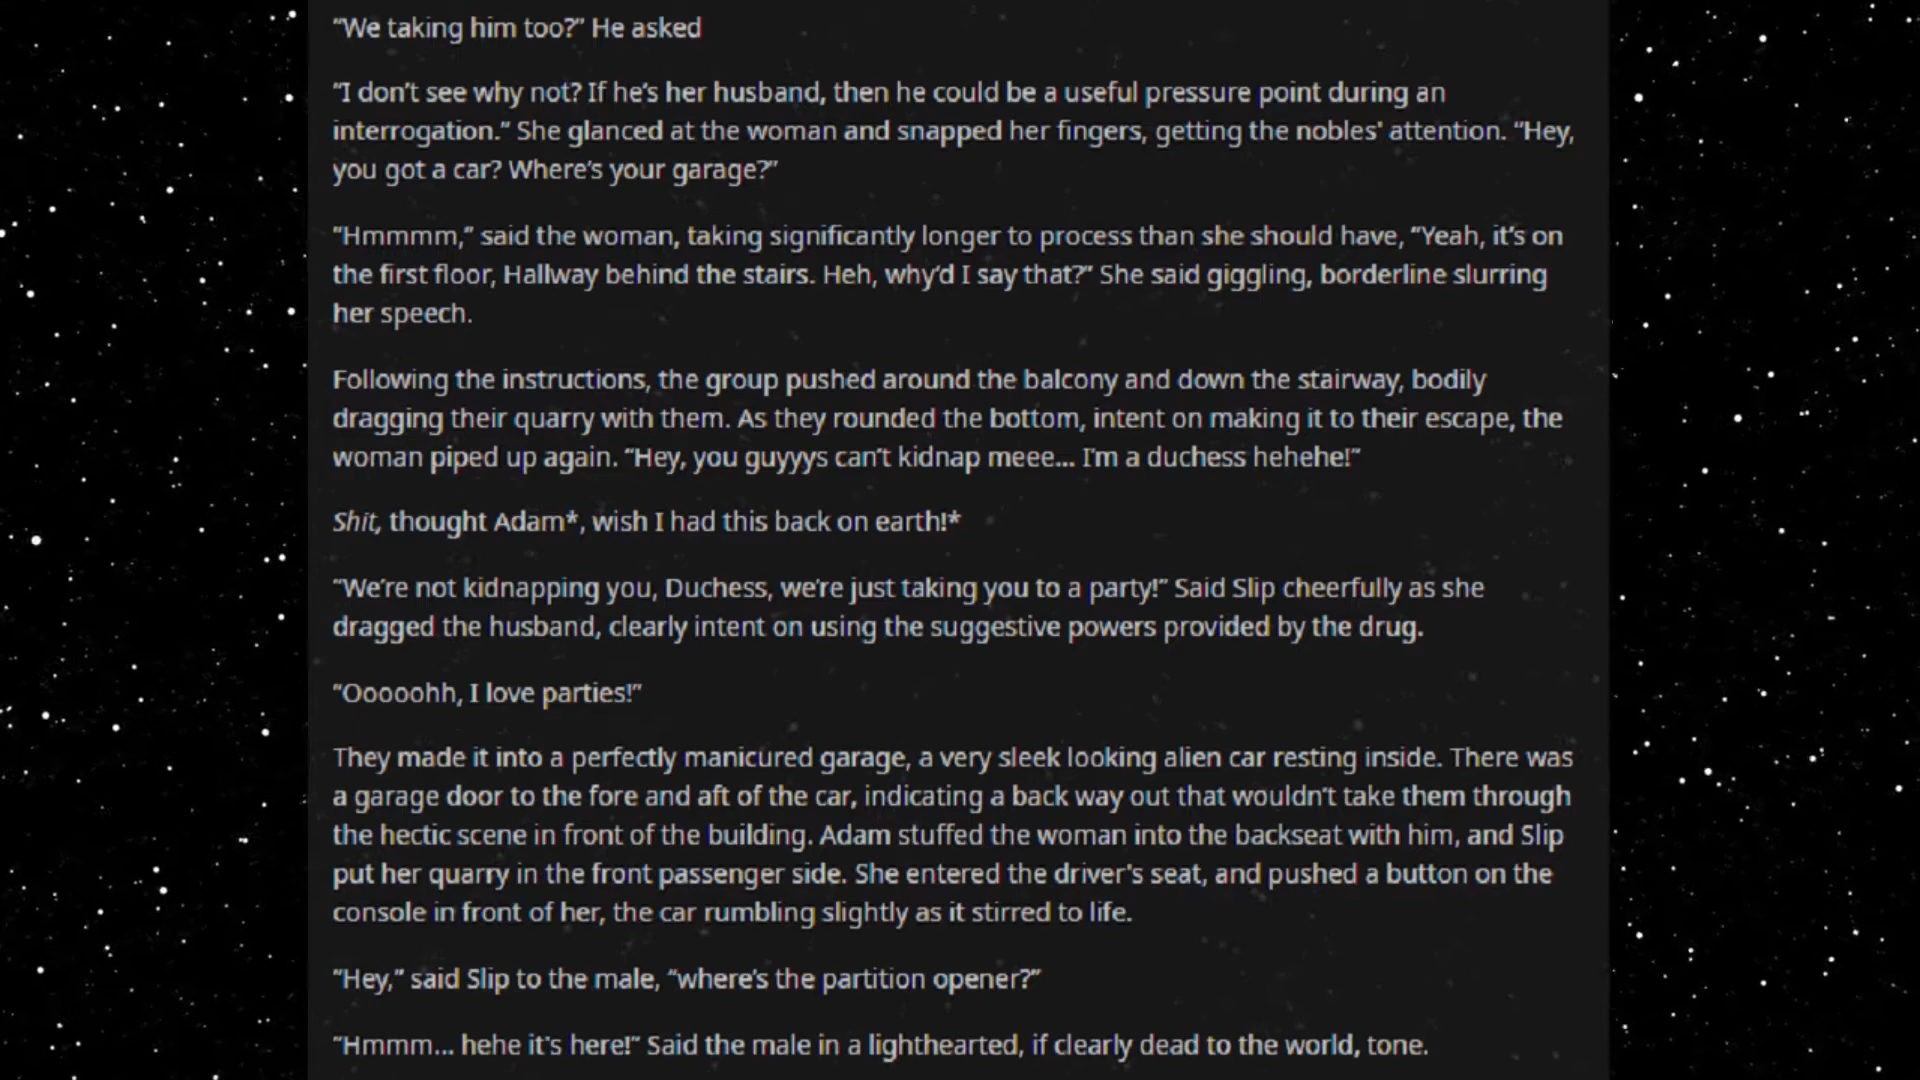 “We taking him too?” He asked
“I don’t see why not? If he’s her husband, then he could be a useful pressure point during an
interrogation.” She glanced at the woman and snapped her fingers, getting the nobles' attention. “Hey,
you got a car? Where’s your garage?”
“Hmmmm,” said the woman, taking significantly longer to process than she should have, “Yeah, it’s on
the first floor, Hallway behind the stairs. Heh, why’d I say that?” She said giggling, borderline slurring
her speech.
Following the instructions, the group pushed around the balcony and down the stairway, bodily
dragging their quarry with them. As they rounded the bottom, intent on making it to their escape, the
woman piped up again. “Hey, you guyyys can’t kidnap meee... I’m a duchess hehehe!”
Shit, thought Adam*, wish I had this back on earth!*
“We’re not kidnapping you, Duchess, we’re just taking you to a party!” Said Slip cheerfully as she
dragged the husband, clearly intent on using the suggestive powers provided by the drug.
“Ooooohh, I love parties!”
They made it into a perfectly manicured garage, a very sleek looking alien car resting inside. There was
a garage door to the fore and aft of the car, indicating a back way out that wouldn’t take them through
the hectic scene in front of the building. Adam stuffed the woman into the backseat with him, and Slip
put her quarry in the front passenger side. She entered the driver's seat, and pushed a button on the
console in front of her, the car rumbling slightly as it stirred to life.
“Hey,” said Slip to the male, “where’s the partition opener?”
“Hmmm... hehe it's here!” Said the male in a lighthearted, if clearly dead to the world, tone.